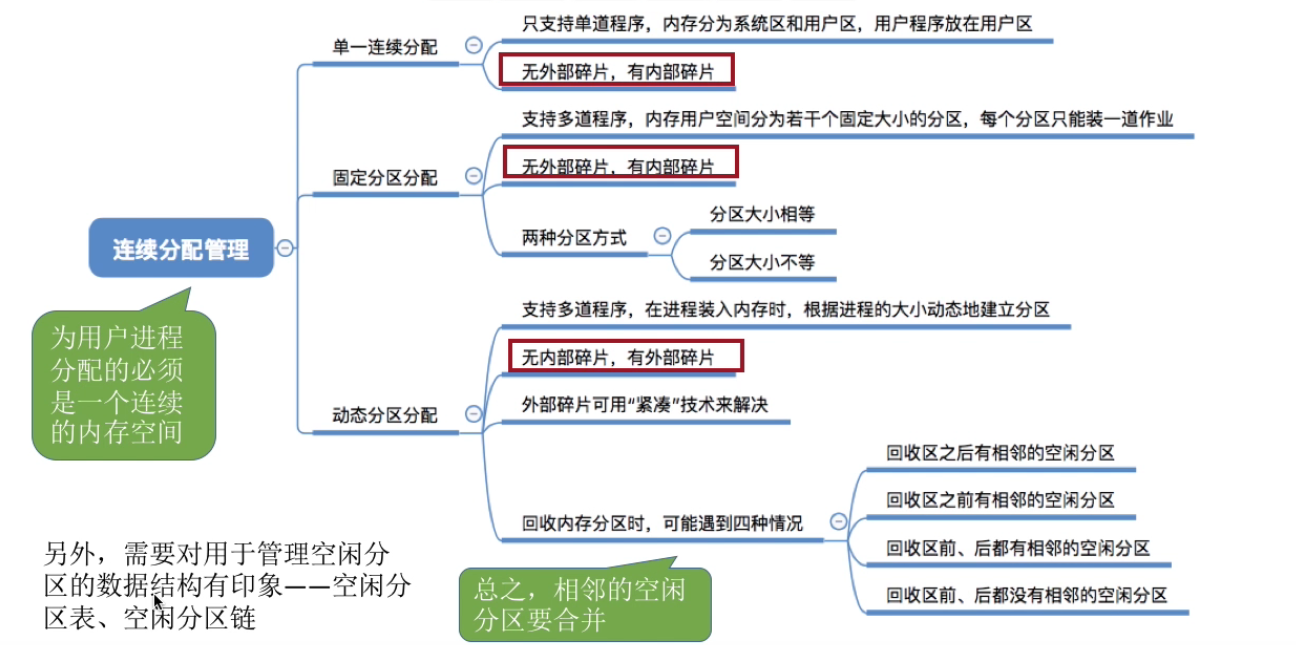 单一连续分配
只支持单道程序，内存分为系统区和用户区，用户程序放在用户区
无外部碎片，有内部碎片
固定分区分配
支持多道程序，内存用户空间分为若干个固定大小的分区，每个分区只能装一道作业
无外部碎片，有内部碎片
两种分区方式
分区大小相等
分区大小不等
连续分配管理
为用户进程
分配的必须
是一个连续
的内存空间
动态分区分配
支持多道程序，在进程装入内存时，根据进程的大小动态地建立分区
无内部碎片，有外部碎片
外部碎片可用“紧凑”技术来解决
回收内存分区时，可能遇到四种情况
回收区之后有相邻的空闲分区
回收区之前有相邻的空闲分区
回收区前、后都有相邻的空闲分区
回收区前、后都没有相邻的空闲分区
总之，相邻的空闲
分区要合并
另外，需要对用于管理空闲分
区的数据结构有印象——空闲分
区表、空闲分区链